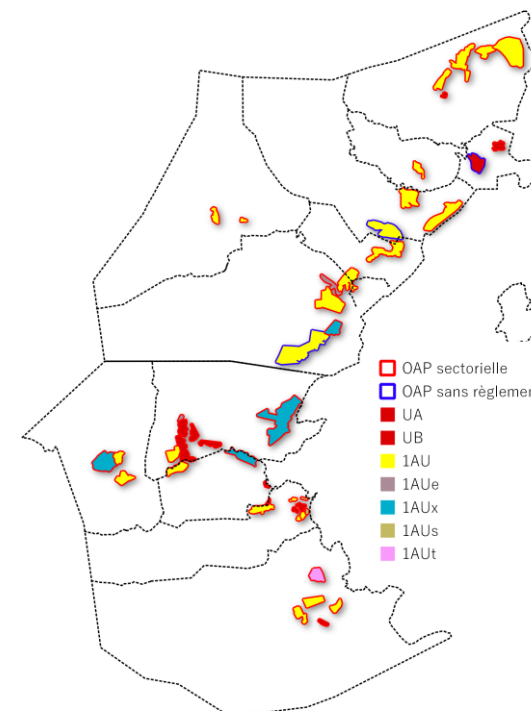 OAP sectorielle
OAP sans règlemen
UA
UB
1AU
1AUe
1AUx
1AUs
1AUt